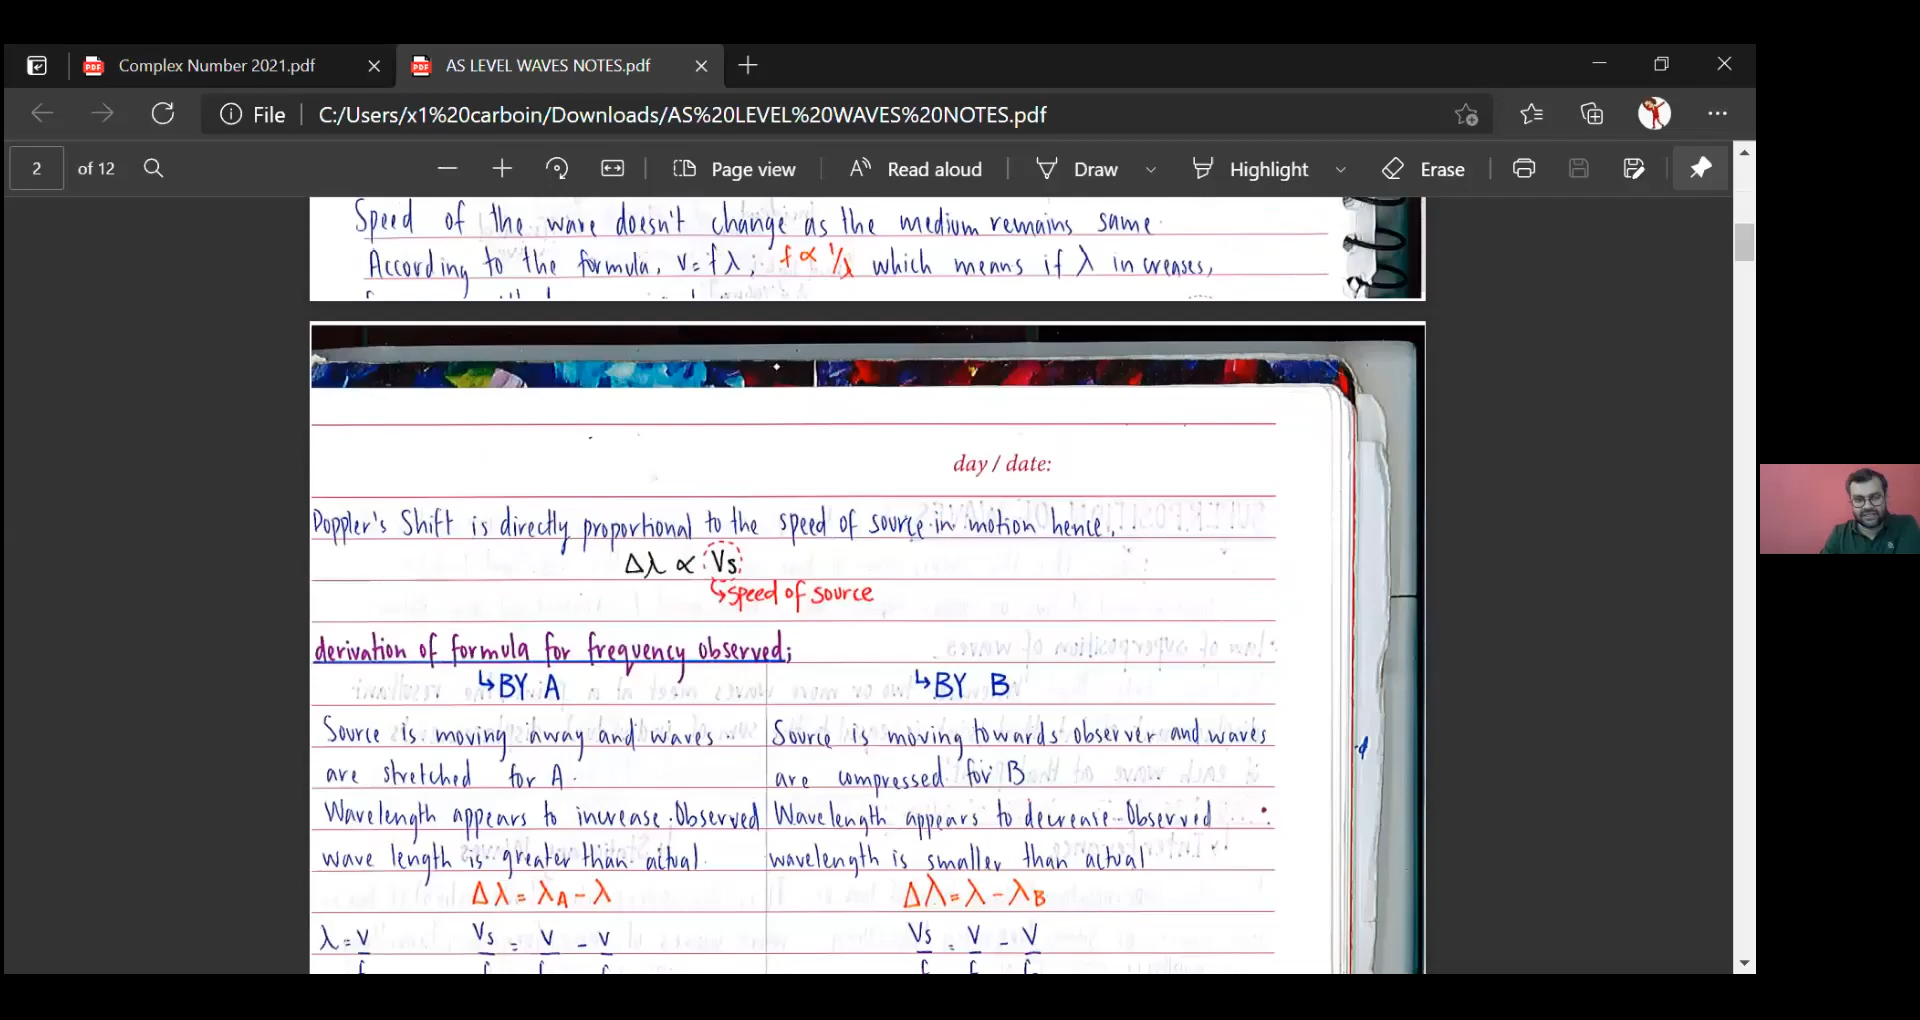 Complex Number 2021.pdf
AS LEVEL WAVES NOTES.pdf
File
C:/Users/x1%20carboin/Downloads/AS%20LEVEL%20WAVES%20NOTES.pdf
2 of 12
Page view
Read aloud
Draw
Highlight
Erase
Speed of the wave doesn't change as the medium remains same.
According to the formula, v=fλ; f ∝ 1/λ which means if λ increases,
day / date:
Doppler's Shift is directly proportional to the speed of source in motion hence.
Δλ ∝ Vs
↳speed of source
derivation of formula for frequency observed;
↳BY A
Source is moving away and waves
are stretched for A.
Wavelength appears to increase. Observed
wave length is greater than actual.
Δλ = λA - λ
λ = V/f
Vs/f = V/ - V/f
↳BY B
Source is moving towards observer and waves
are compressed for B
Wavelength appears to decrease. Observed
wavelength is smaller than actual
Δλ = λ - λB
Vs/f = V/f - V/f